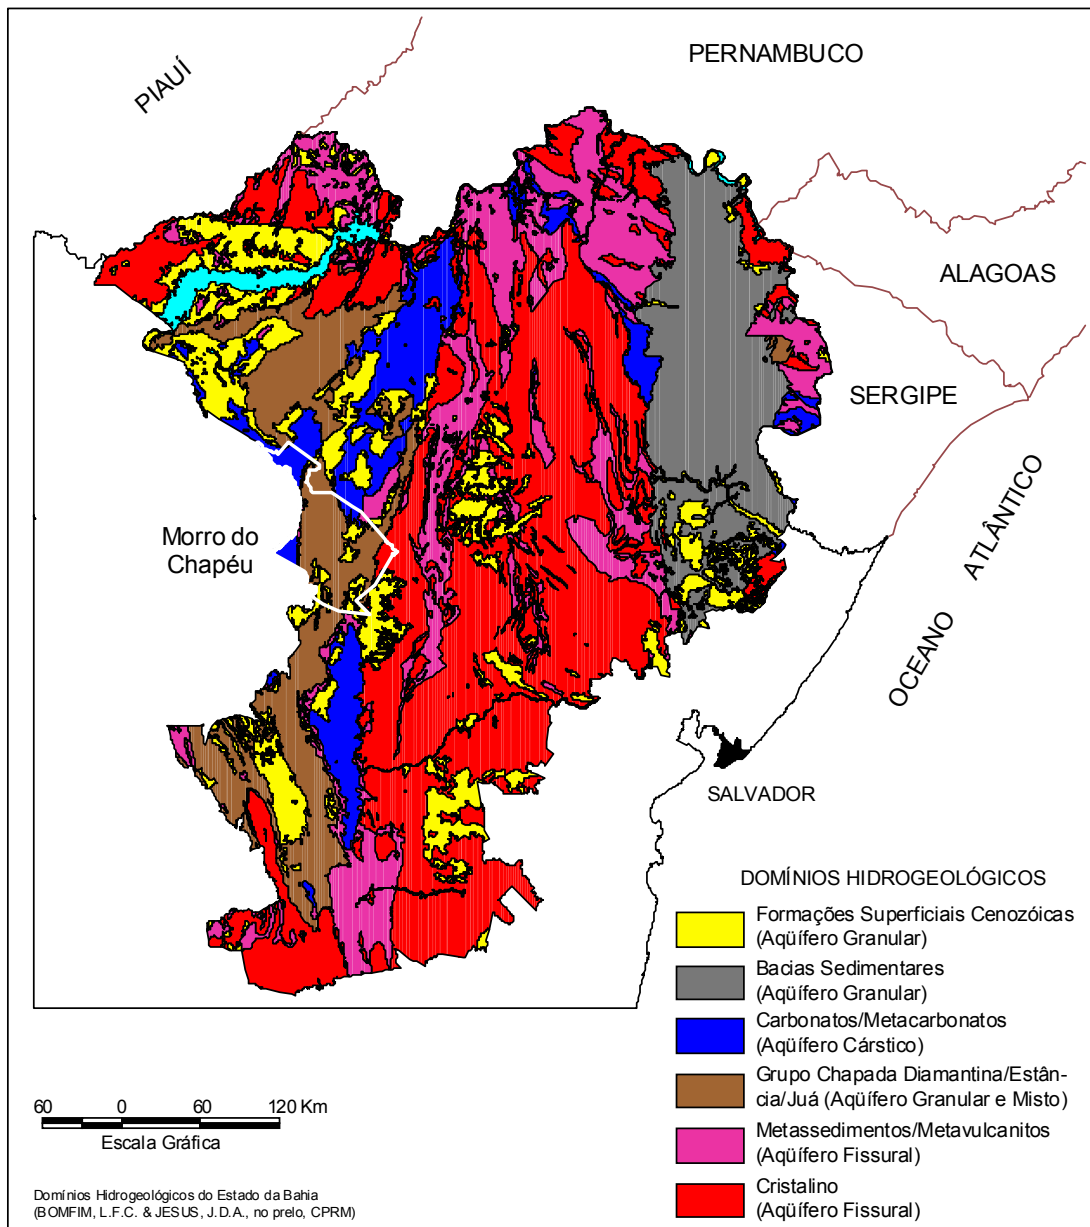 PERNAMBUCO
PIAUÍ
ALAGOAS
SERGIPE
OCEANO ATLÂNTICO
Morro do
Chapéu
SALVADOR
DOMÍNIOS HIDROGEOLÓGICOS
Formações Superficiais Cenozóicas
(Aqüífero Granular)
Bacias Sedimentares
(Aqüífero Granular)
Carbonatos/Metacarbonatos
(Aqüífero Cárstico)
Grupo Chapada Diamantina/Estân-
cia/Juá (Aqüífero Granular e Misto)
Metassedimentos/Metavulcanitos
(Aqüífero Fissural)
Cristalino
(Aqüífero Fissural)
60 0 60 120 Km
Escala Gráfica
Domínios Hidrogeológicos do Estado da Bahia
(BOMFIM, L.F.C. & JESUS, J.D.A., no prelo, CPRM)